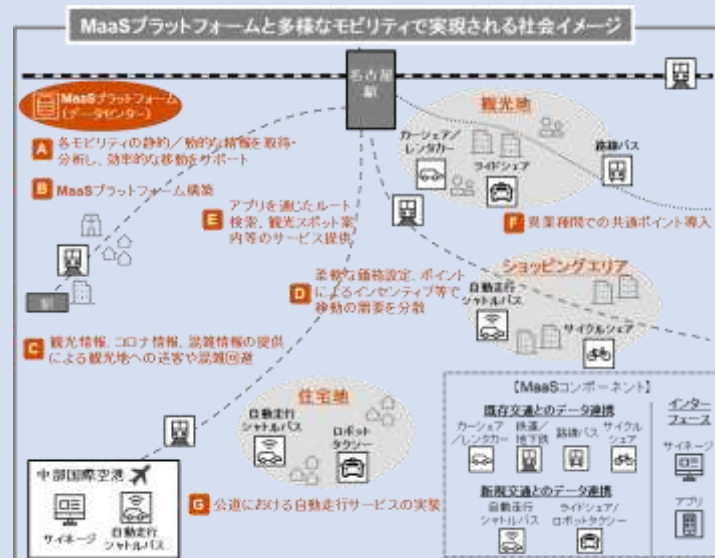 MaaSプラットフォームと多様なモビリティで実現される社会イメージ
名古屋
駅
MaaSプラットフォーム
(データセンター)
A 各モビリティの静的／動的な情報を取得・
分析し、効率的な移動をサポート
B MaaSプラットフォーム構築
E アプリを通じたルート
検索、観光スポット案
内等のサービス提供
観光地
カーシェア／
レンタカー
ライドシェア
路線バス
F 異業種間での共通ポイント導入
ショッピングエリア
自動走行
シャトルバス
サイクルシェア
D 柔軟な価格設定、ポイント
によるインセンティブ等で
移動の需要を分散
駅
C 観光情報、コロナ情報、混雑情報の提供
による観光地への送客や混雑回避
住宅地
自動走行
シャトルバス
ロボット
タクシー
G 公道における自動走行サービスの実装
中部国際空港
サイネージ
自動走行
シャトルバス
【MaaSコンポーネント】
既存交通とのデータ連携
カーシェア
／レンタカー
鉄道／
地下鉄
路線バス
サイクル
シェア
新規交通とのデータ連携
自動走行
シャトルバス
ライドシェア／
ロボットタクシー
インター
フェース
サイネージ
アプリ